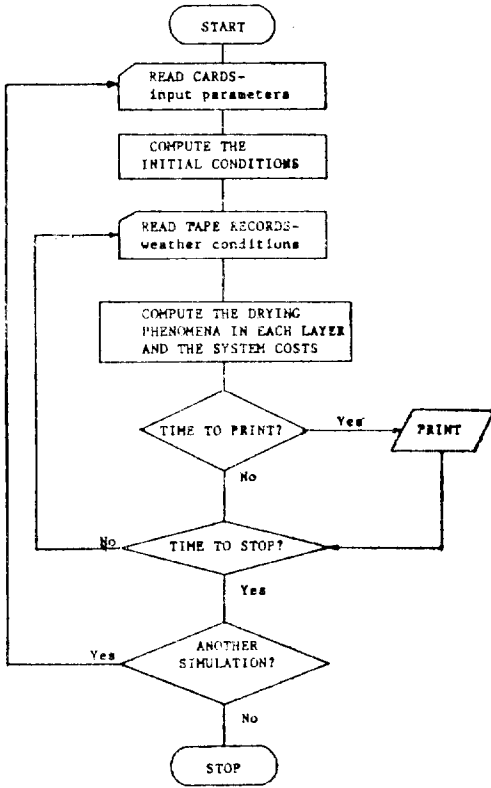 START
READ CARDS-
input parameters
COMPUTE THE
INITIAL CONDITIONS
READ TAPE RECORDS-
weather conditions
COMPUTE THE DRYING
PHENOMENA IN EACH LAYER
AND THE SYSTEM COSTS
TIME TO PRINT?
Yes
PRINT
No
No
TIME TO STOP?
Yes
Yes
ANOTHER
SIMULATION?
No
STOP